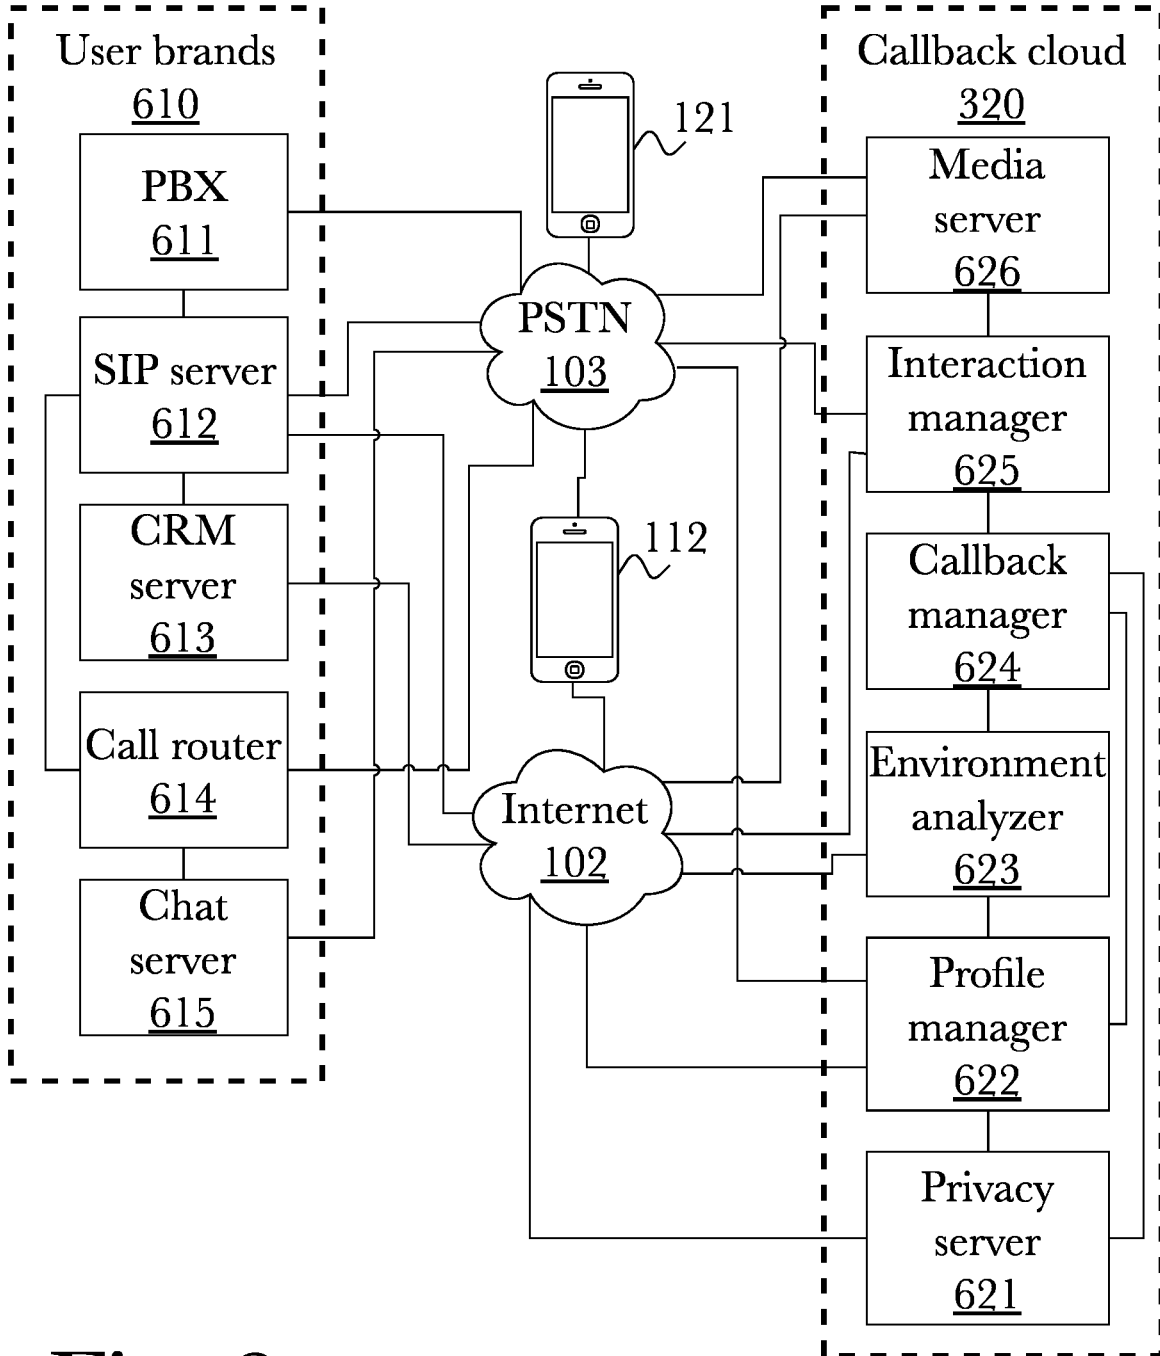 User brands
610
PBX
611
SIP server
612
CRM
server
613
Call router
614
Chat
server
615
121
PSTN
103
112
Internet
102
Callback cloud
320
Media
server
626
Interaction
manager
625
Callback
manager
624
Environment
analyzer
623
Profile
manager
622
Privacy
server
621